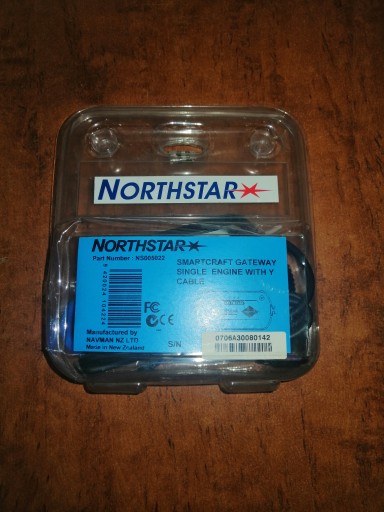 NORTHSTAR
NORTHSTAR
Part Number : NS005022
SMARTCRAFT GATEWAY
SINGLE ENGINE WITH Y
CABLE
FC
CE
Manufactured by
NAVMAN NZ LTD
Made in New Zealand
S/N
0706A30080142